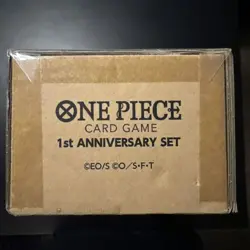 ONE PIECE
CARD GAME
1st ANNIVERSARY SET
©EO/S ©O/S・F・T